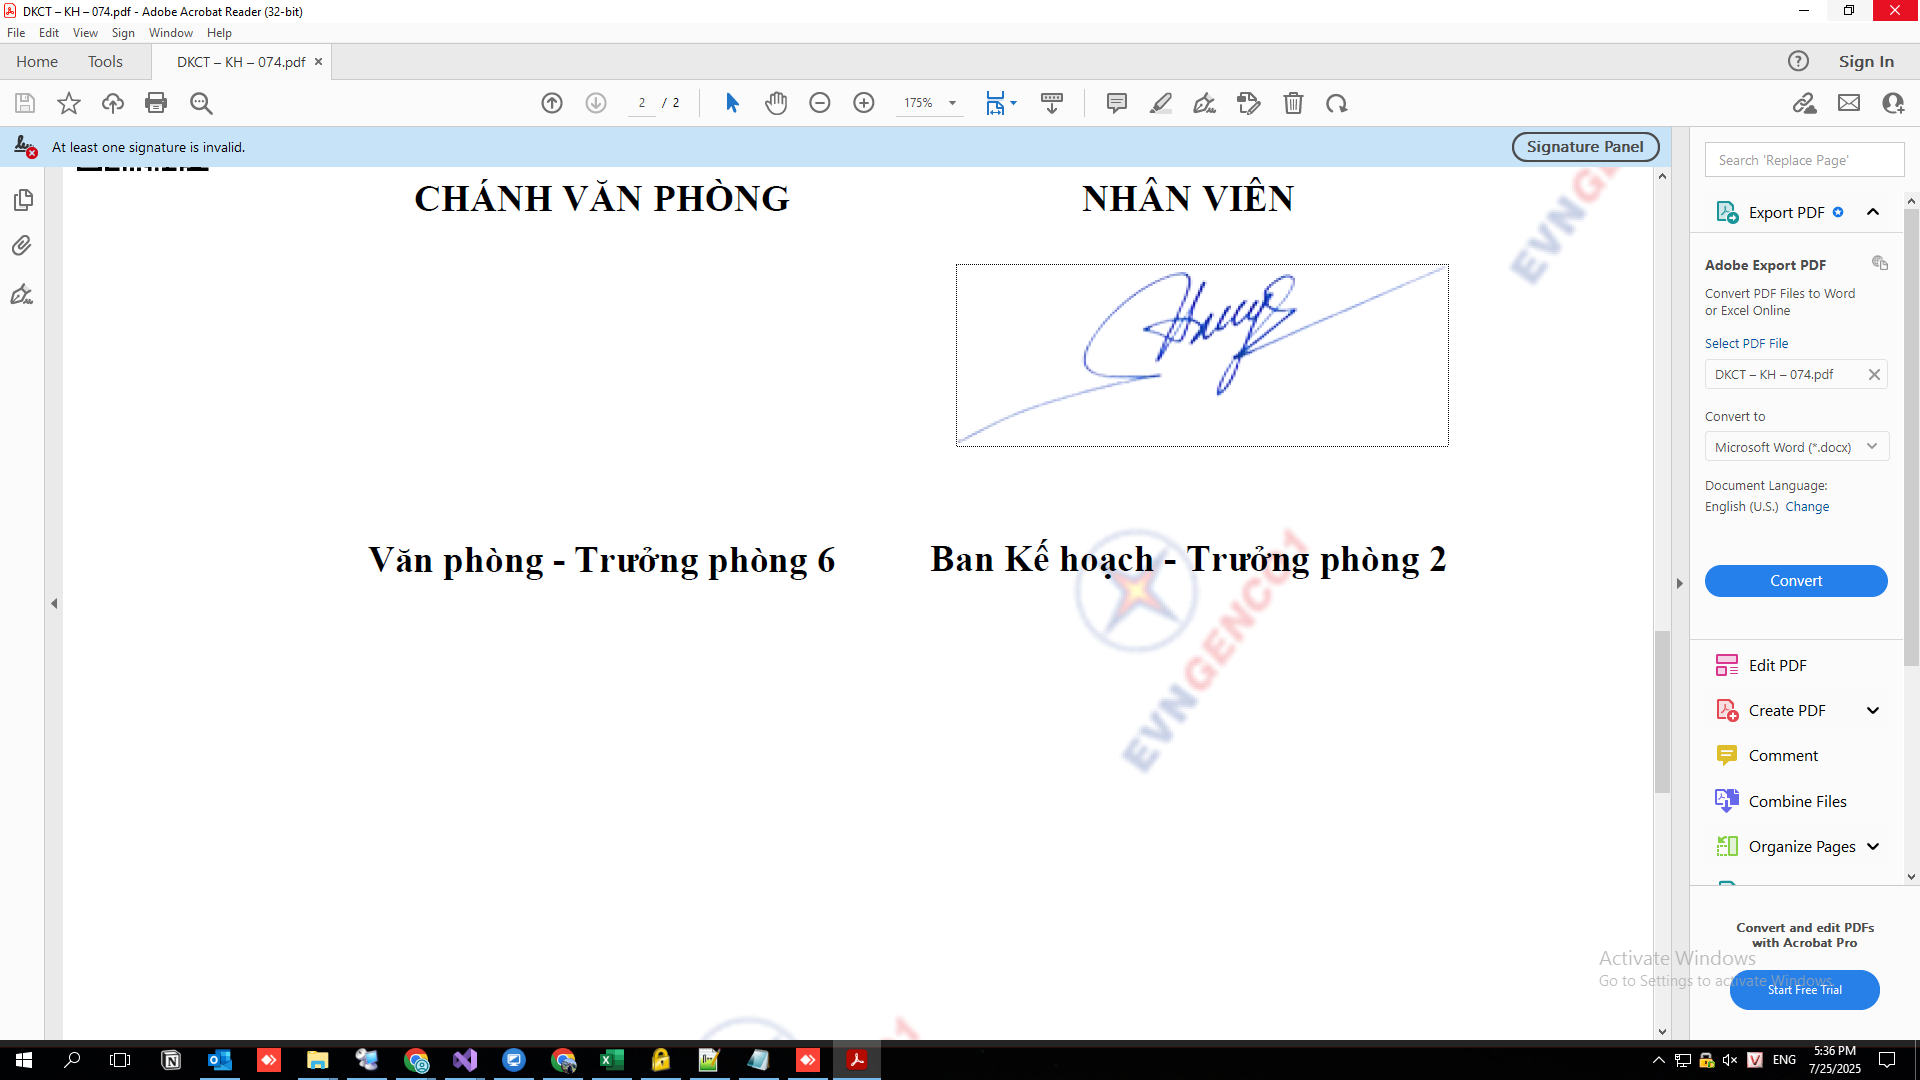 DKCT – KH – 074.pdf - Adobe Acrobat Reader (32-bit)
File Edit View Sign Window Help
Home Tools DKCT – KH – 074.pdf × Sign In
2 / 2 175%
At least one signature is invalid. Signature Panel
Search 'Replace Page'
CHÁNH VĂN PHÒNG NHÂN VIÊN
EVNGE
Export PDF
Adobe Export PDF
Convert PDF Files to Word
or Excel Online
Select PDF File
DKCT – KH – 074.pdf
Convert to
Microsoft Word (*.docx)
Document Language:
English (U.S.) Change
Convert
Văn phòng - Trưởng phòng 6 Ban Kế hoạch - Trưởng phòng 2
EVNGENCO1
Edit PDF
Create PDF
Comment
Combine Files
Organize Pages
Convert and edit PDFs
with Acrobat Pro
Start Free Trial
Activate Windows
Go to Settings to activate Windows.
1
ENG
5:36 PM
7/25/2025